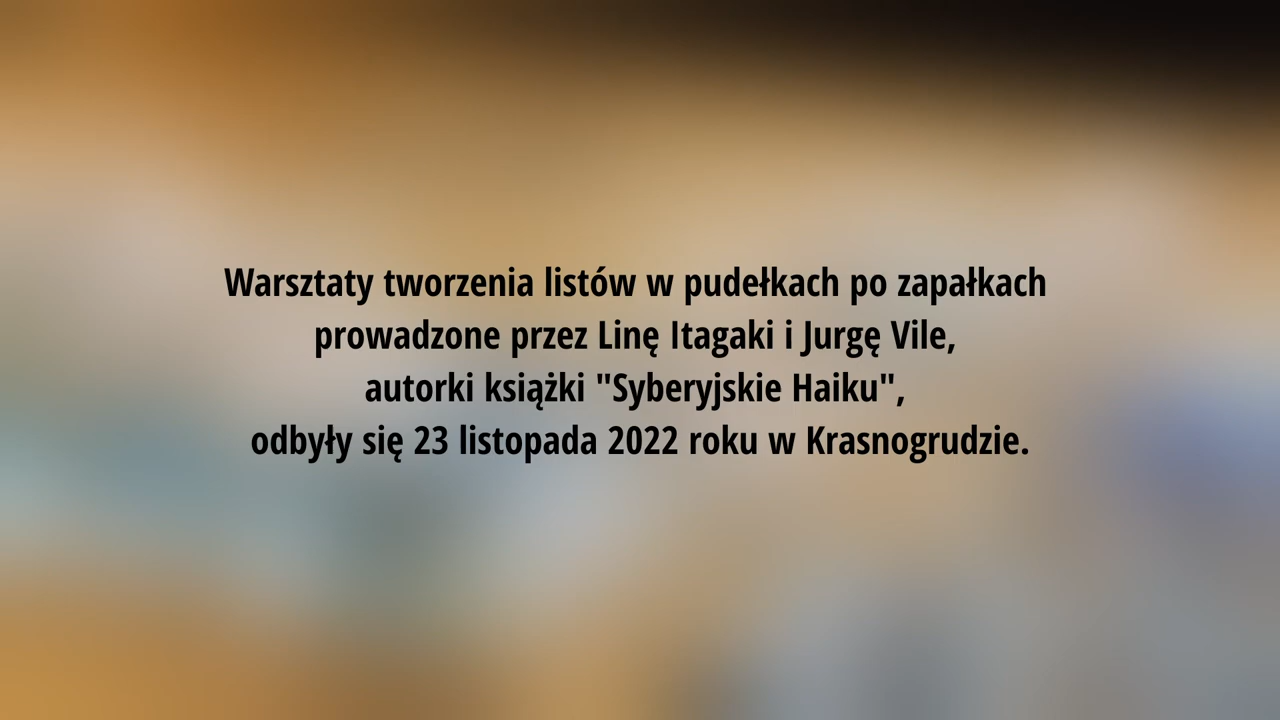 Warsztaty tworzenia listów w pudełkach po zapałkach
prowadzone przez Linę Itagaki i Jurgę Vile,
autorki książki "Syberyjskie Haiku",
odbyły się 23 listopada 2022 roku w Krasnogrudzie.